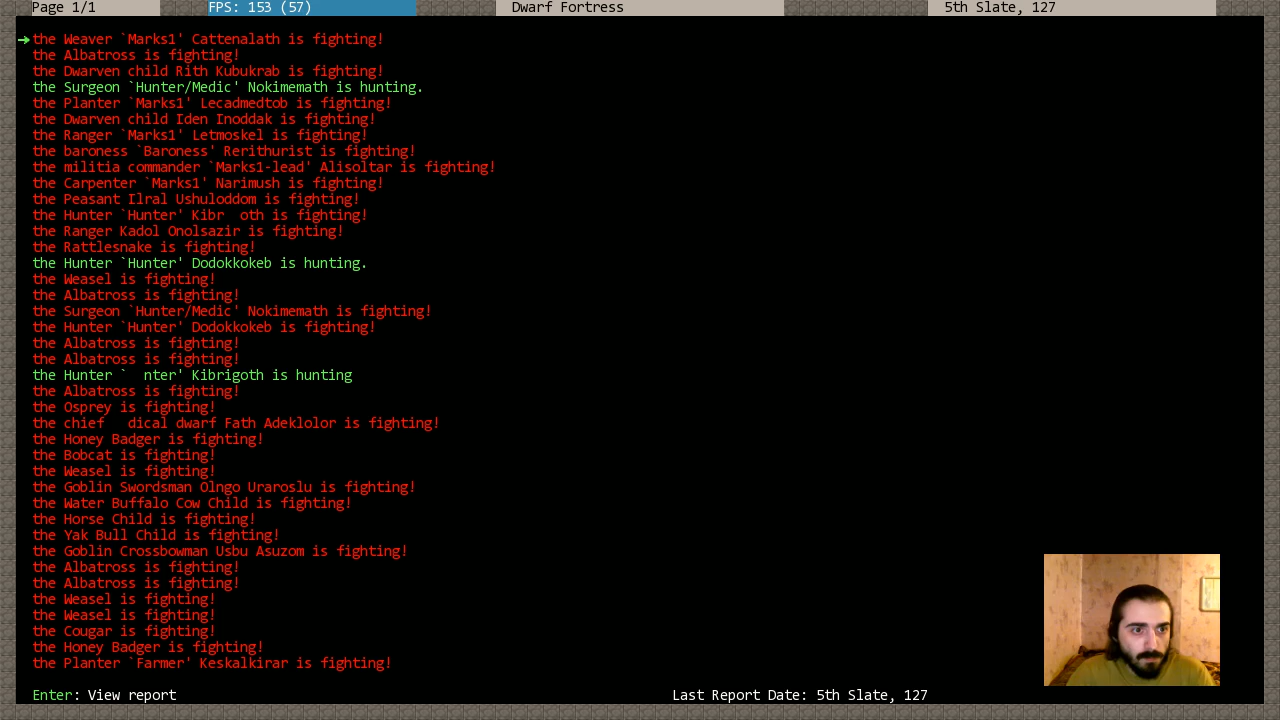 Page 1/1 FPS: 153 (57) Dwarf Fortress 5th Slate, 127
the Weaver `Marks1' Cattenalath is fighting!
the Albatross is fighting!
the Dwarven child Rith Kubukrab is fighting!
the Surgeon `Hunter/Medic' Nokimemath is hunting.
the Planter `Marks1' Lecadmedtob is fighting!
the Dwarven child Iden Inoddak is fighting!
the Ranger `Marks1' Letmoskel is fighting!
the baroness `Baroness' Rerithurist is fighting!
the militia commander `Marks1-lead' Alisoltar is fighting!
the Carpenter `Marks1' Narimush is fighting!
the Peasant Ilral Ushuloddom is fighting!
the Hunter `Hunter' Kibr oth is fighting!
the Ranger Kadol Onolsazir is fighting!
the Rattlesnake is fighting!
the Hunter `Hunter' Dodokkokeb is hunting.
the Weasel is fighting!
the Albatross is fighting!
the Surgeon `Hunter/Medic' Nokimemath is fighting!
the Hunter `Hunter' Dodokkokeb is fighting!
the Albatross is fighting!
the Albatross is fighting!
the Hunter ` nter' Kibrigoth is hunting
the Albatross is fighting!
the Osprey is fighting!
the chief dical dwarf Fath Adeklolor is fighting!
the Honey Badger is fighting!
the Bobcat is fighting!
the Weasel is fighting!
the Goblin Swordsman Olngo Uraroslu is fighting!
the Water Buffalo Cow Child is fighting!
the Horse Child is fighting!
the Yak Bull Child is fighting!
the Goblin Crossbowman Usbu Asuzom is fighting!
the Albatross is fighting!
the Albatross is fighting!
the Weasel is fighting!
the Weasel is fighting!
the Cougar is fighting!
the Honey Badger is fighting!
the Planter `Farmer' Keskalkirar is fighting!
Enter: View report Last Report Date: 5th Slate, 127